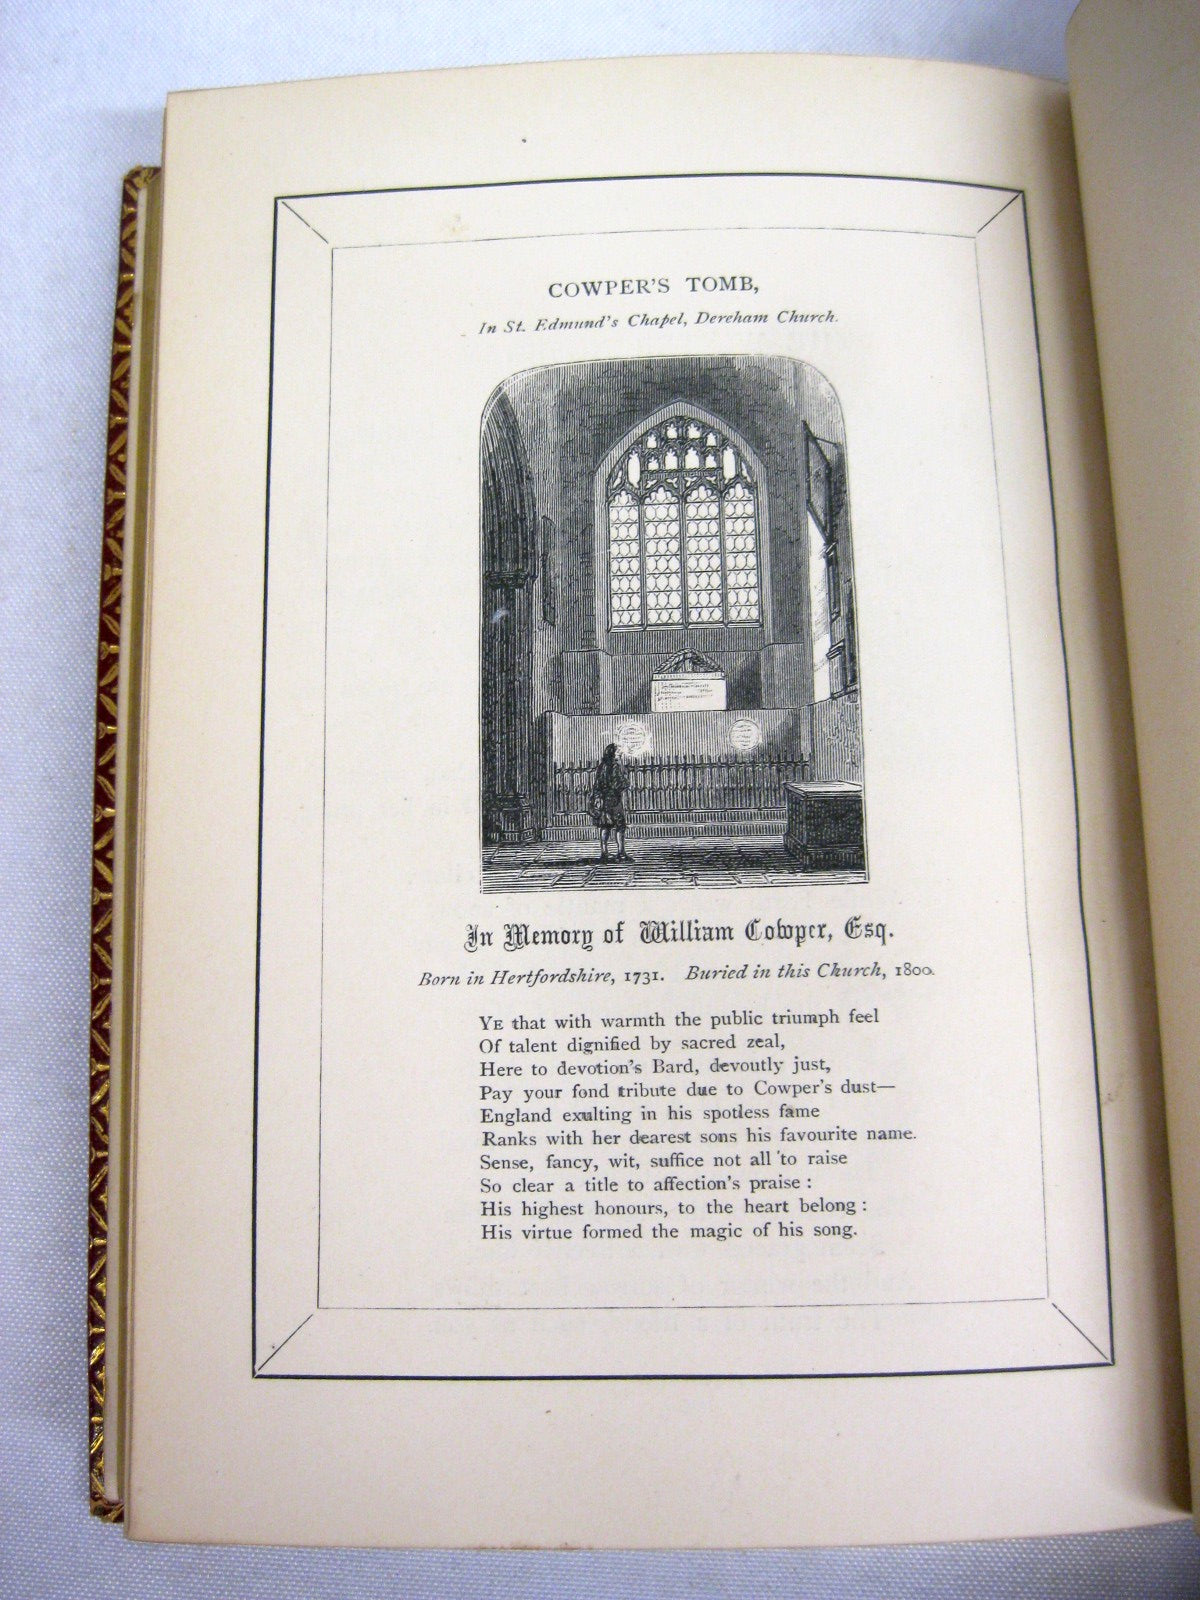 COWPER'S TOMB,
In St. Edmund's Chapel, Dereham Church.
In Memory of William Cowper, Esq.
Born in Hertfordshire, 1731. Buried in this Church, 1800.
YE that with warmth the public triumph feel
Of talent dignified by sacred zeal,
Here to devotion's Bard, devoutly just,
Pay your fond tribute due to Cowper's dust—
England exulting in his spotless fame
Ranks with her dearest sons his favourite name.
Sense, fancy, wit, suffice not all to raise
So clear a title to affection's praise :
His highest honours, to the heart belong :
His virtue formed the magic of his song.